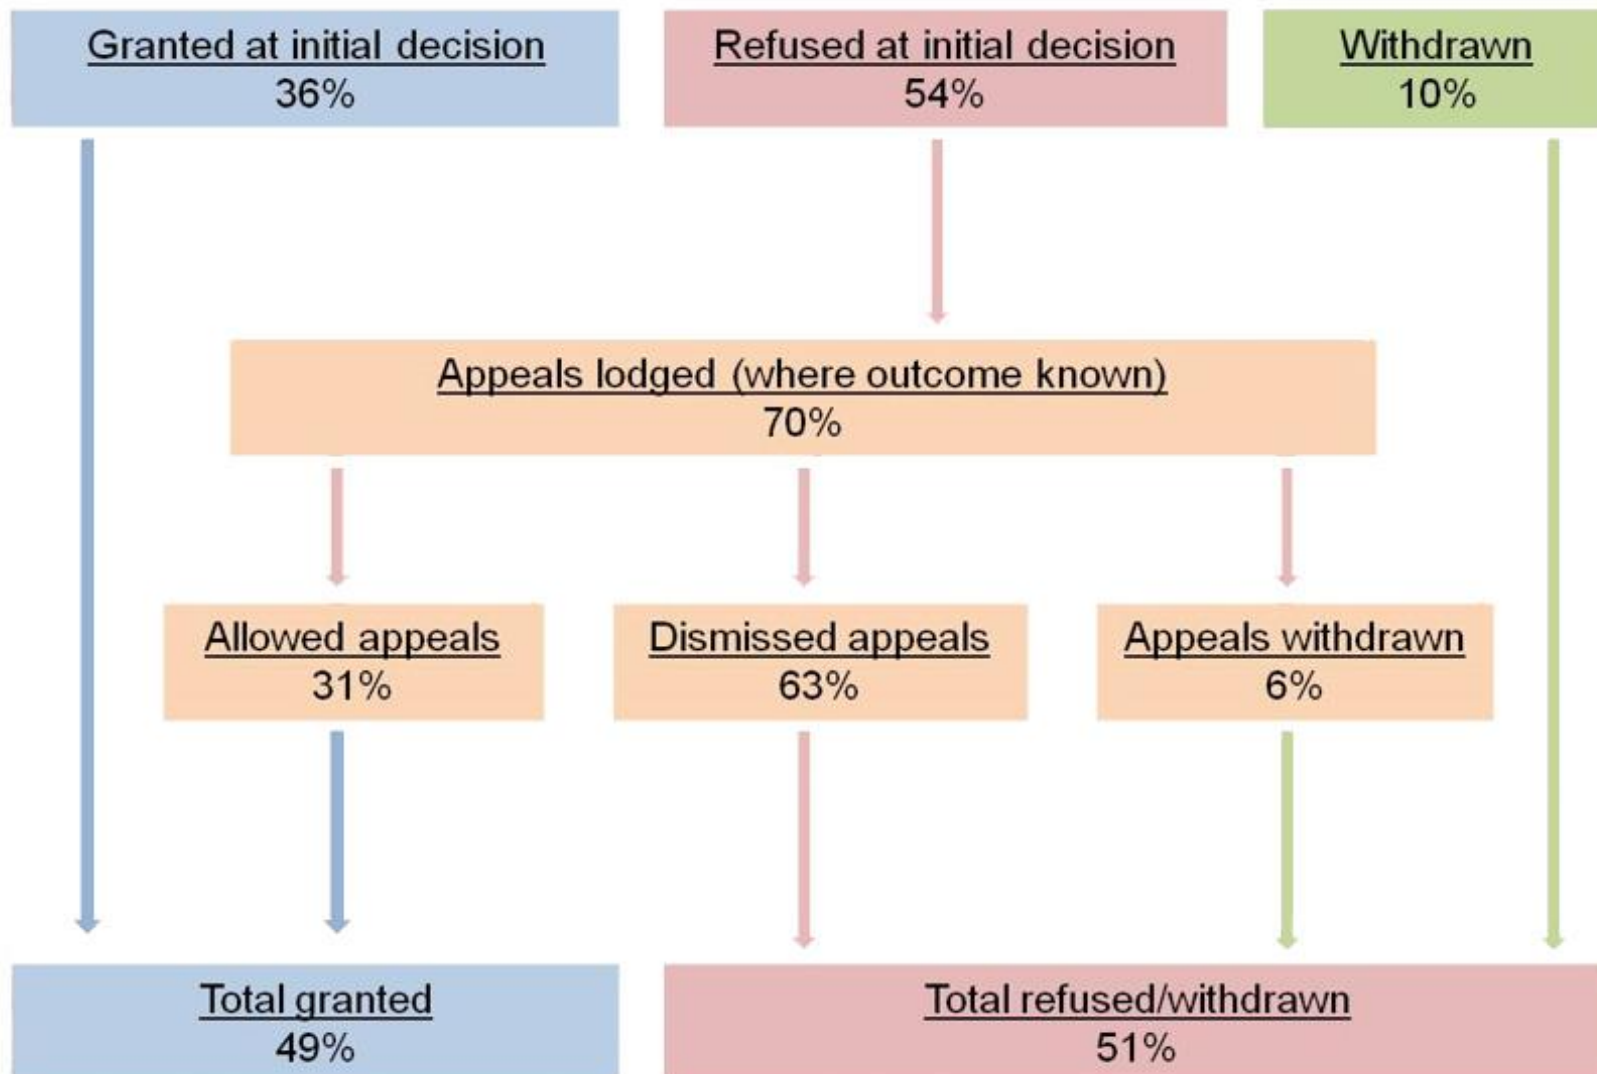 Granted at initial decision
36%
Refused at initial decision
54%
Withdrawn
10%
Appeals lodged (where outcome known)
70%
Allowed appeals
31%
Dismissed appeals
63%
Appeals withdrawn
6%
Total granted
49%
Total refused/withdrawn
51%